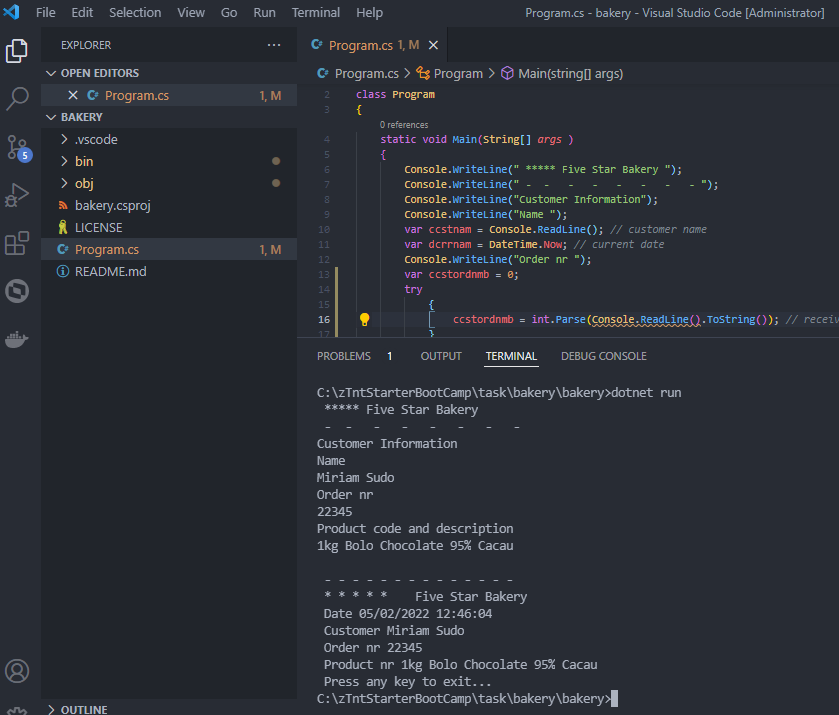 File Edit Selection View Go Run Terminal Help Program.cs - bakery - Visual Studio Code [Administrator]
EXPLORER ...
OPEN EDITORS
Program.cs 1, M
BAKERY
.vscode
bin
obj
bakery.csproj
LICENSE
Program.cs 1, M
README.md
OUTLINE
5
Program.cs 1, M
Program.cs > Program > Main(string[] args)
2 class Program
3 {
0 references
4 static void Main(String[] args )
5 {
6 Console.WriteLine(" ***** Five Star Bakery ");
7 Console.WriteLine(" - - - - - - - - - ");
8 Console.WriteLine("Customer Information");
9 Console.WriteLine("Name ");
10 var ccstnam = Console.ReadLine(); // customer name
11 var dcrrnam = DateTime.Now; // current date
12 Console.WriteLine("Order nr ");
13 var ccstordnmb = 0;
14 try
15 {
16 ccstordnmb = int.Parse(Console.ReadLine().ToString()); // receiv
17 }
PROBLEMS 1 OUTPUT TERMINAL DEBUG CONSOLE
C:\zTntStarterBootCamp\task\bakery\bakery>dotnet run
***** Five Star Bakery
- - - - - - - - -
Customer Information
Name
Miriam Sudo
Order nr
22345
Product code and description
1kg Bolo Chocolate 95% Cacau
- - - - - - - - - - - - - -
* * * * * Five Star Bakery
Date 05/02/2022 12:46:04
Customer Miriam Sudo
Order nr 22345
Product nr 1kg Bolo Chocolate 95% Cacau
Press any key to exit...
C:\zTntStarterBootCamp\task\bakery\bakery>